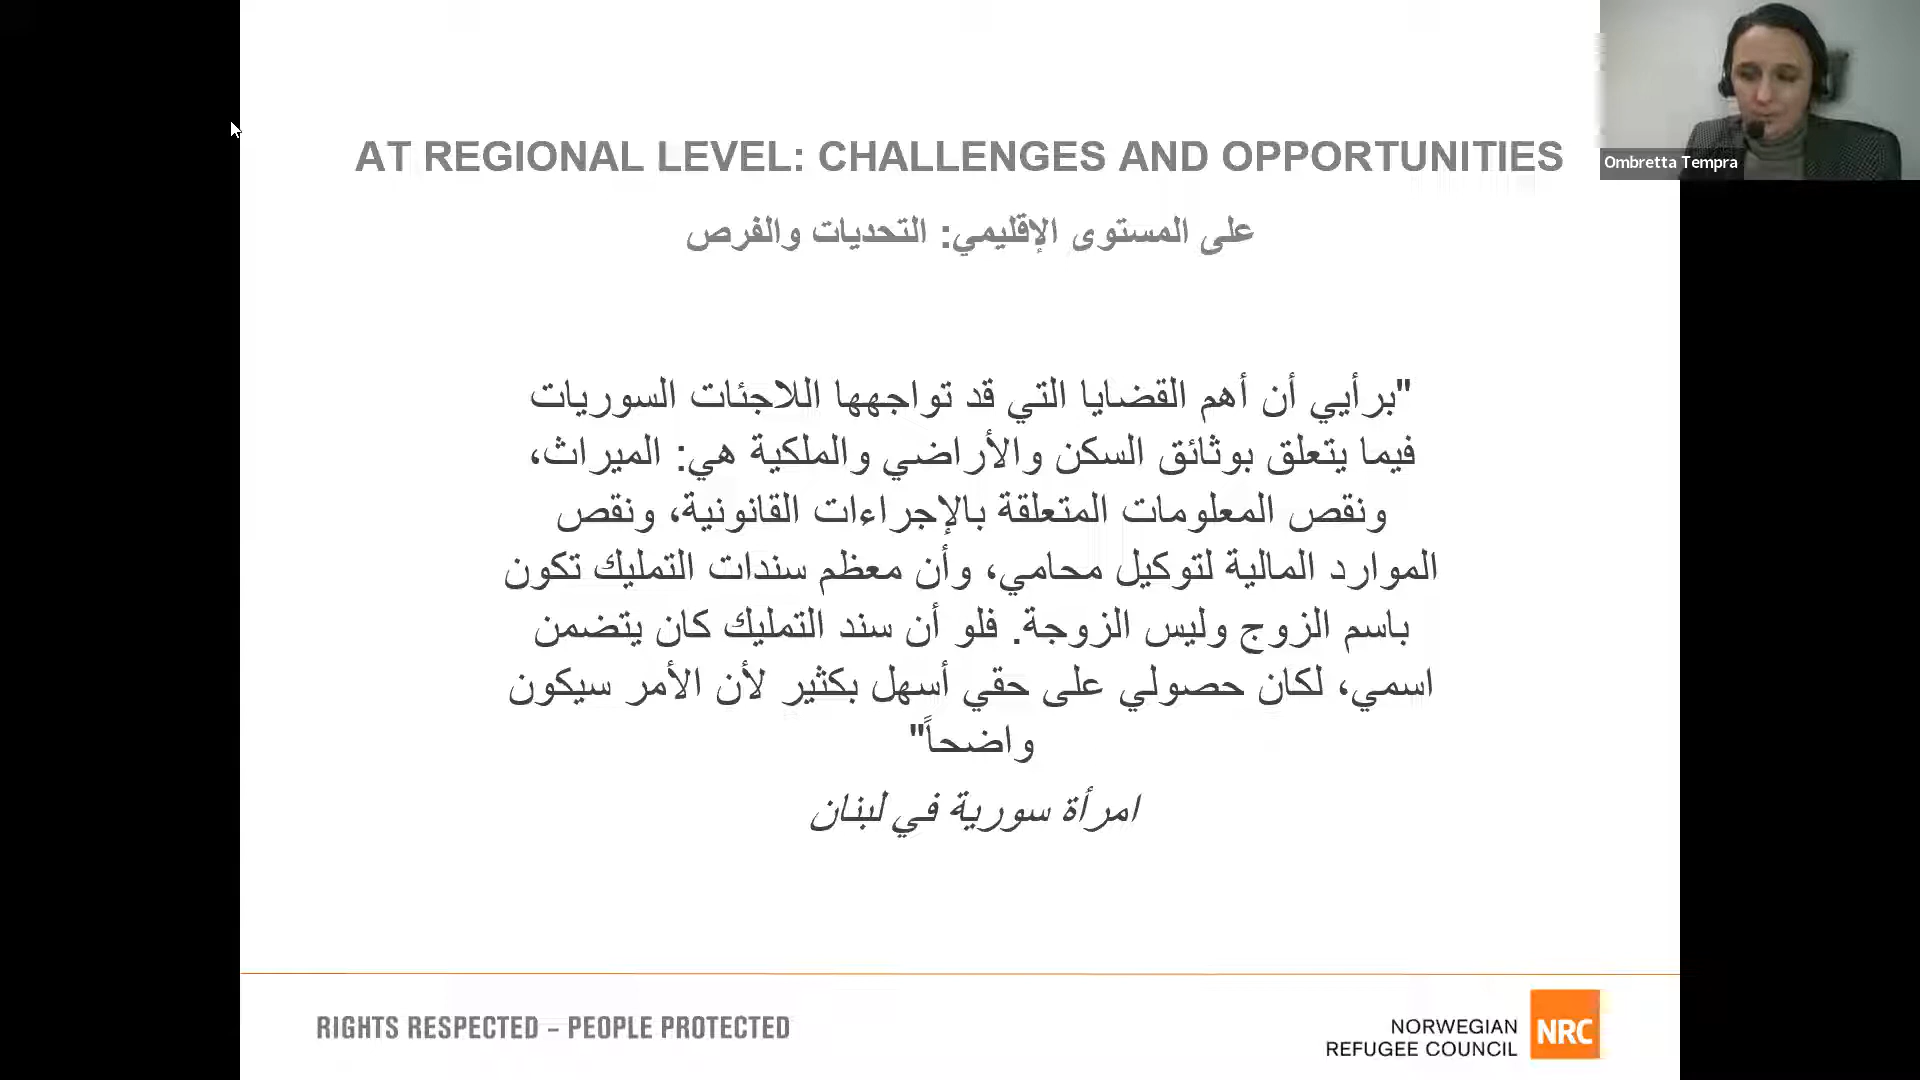 AT REGIONAL LEVEL: CHALLENGES AND OPPORTUNITIES
على المستوى الإقليمي: التحديات والفرص
"برأيي أن أهم القضايا التي قد تواجهها اللاجئات السوريات
فيما يتعلق بوثائق السكن والأراضي والملكية هي: الميراث،
ونقص المعلومات المتعلقة بالإجراءات القانونية، ونقص
الموارد المالية لتوكيل محامي، وأن معظم سندات التمليك تكون
باسم الزوج وليس الزوجة. فلو أن سند التمليك كان يتضمن
اسمي، لكان حصولي على حقي أسهل بكثير لأن الأمر سيكون
واضحاً"
امرأة سورية في لبنان
RIGHTS RESPECTED – PEOPLE PROTECTED
NORWEGIAN
REFUGEE COUNCIL
NRC
Ombretta Tempra